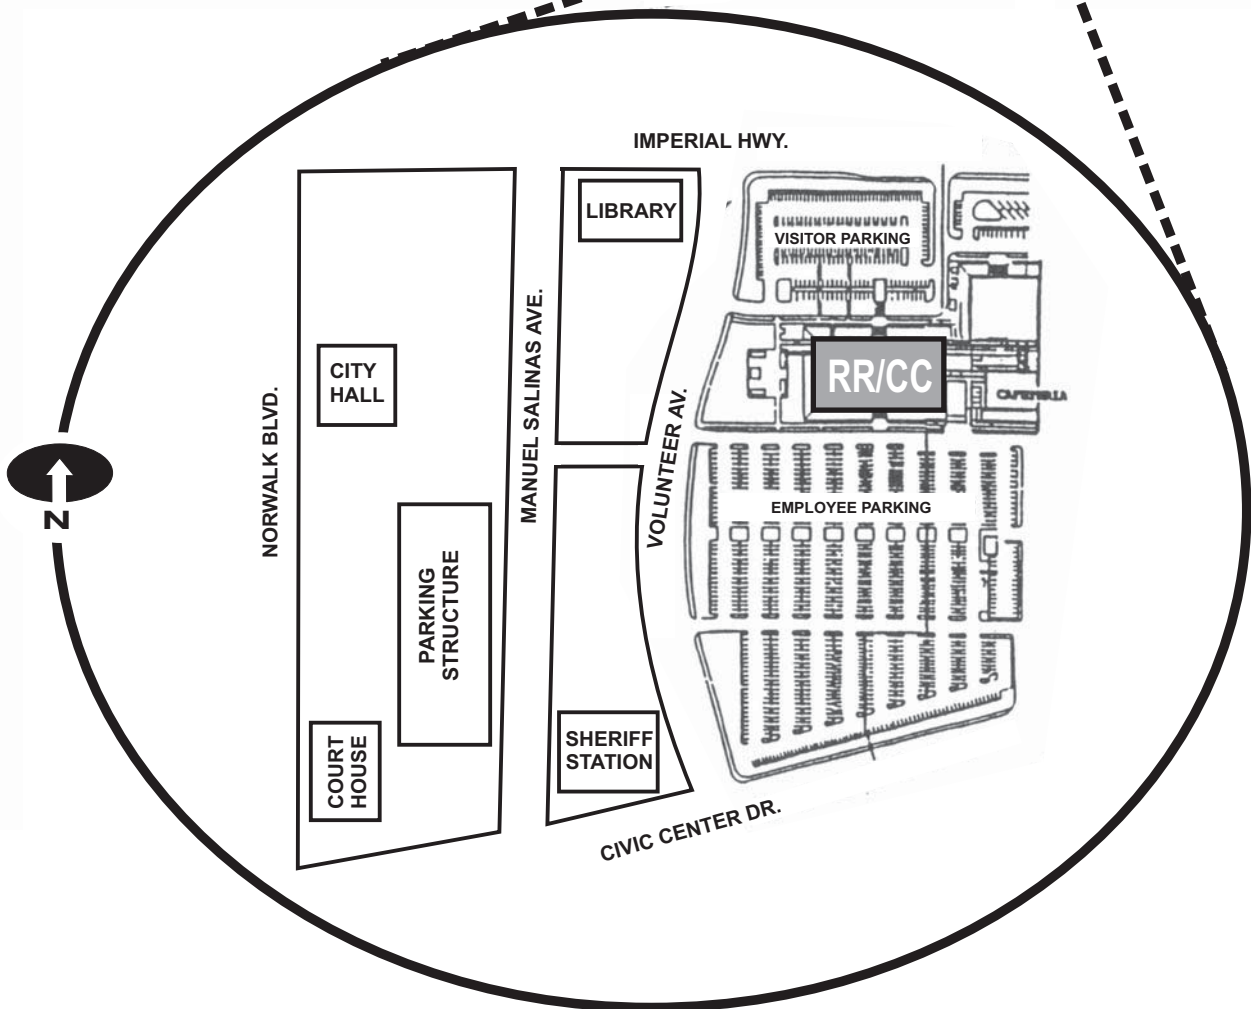 IMPERIAL HWY.
LIBRARY
VISITOR PARKING
CITY
HALL
RR/CC
CAFETERIA
NORWALK BLVD.
MANUEL SALINAS AVE.
VOLUNTEER AV.
N
EMPLOYEE PARKING
PARKING
STRUCTURE
COURT
HOUSE
SHERIFF
STATION
CIVIC CENTER DR.